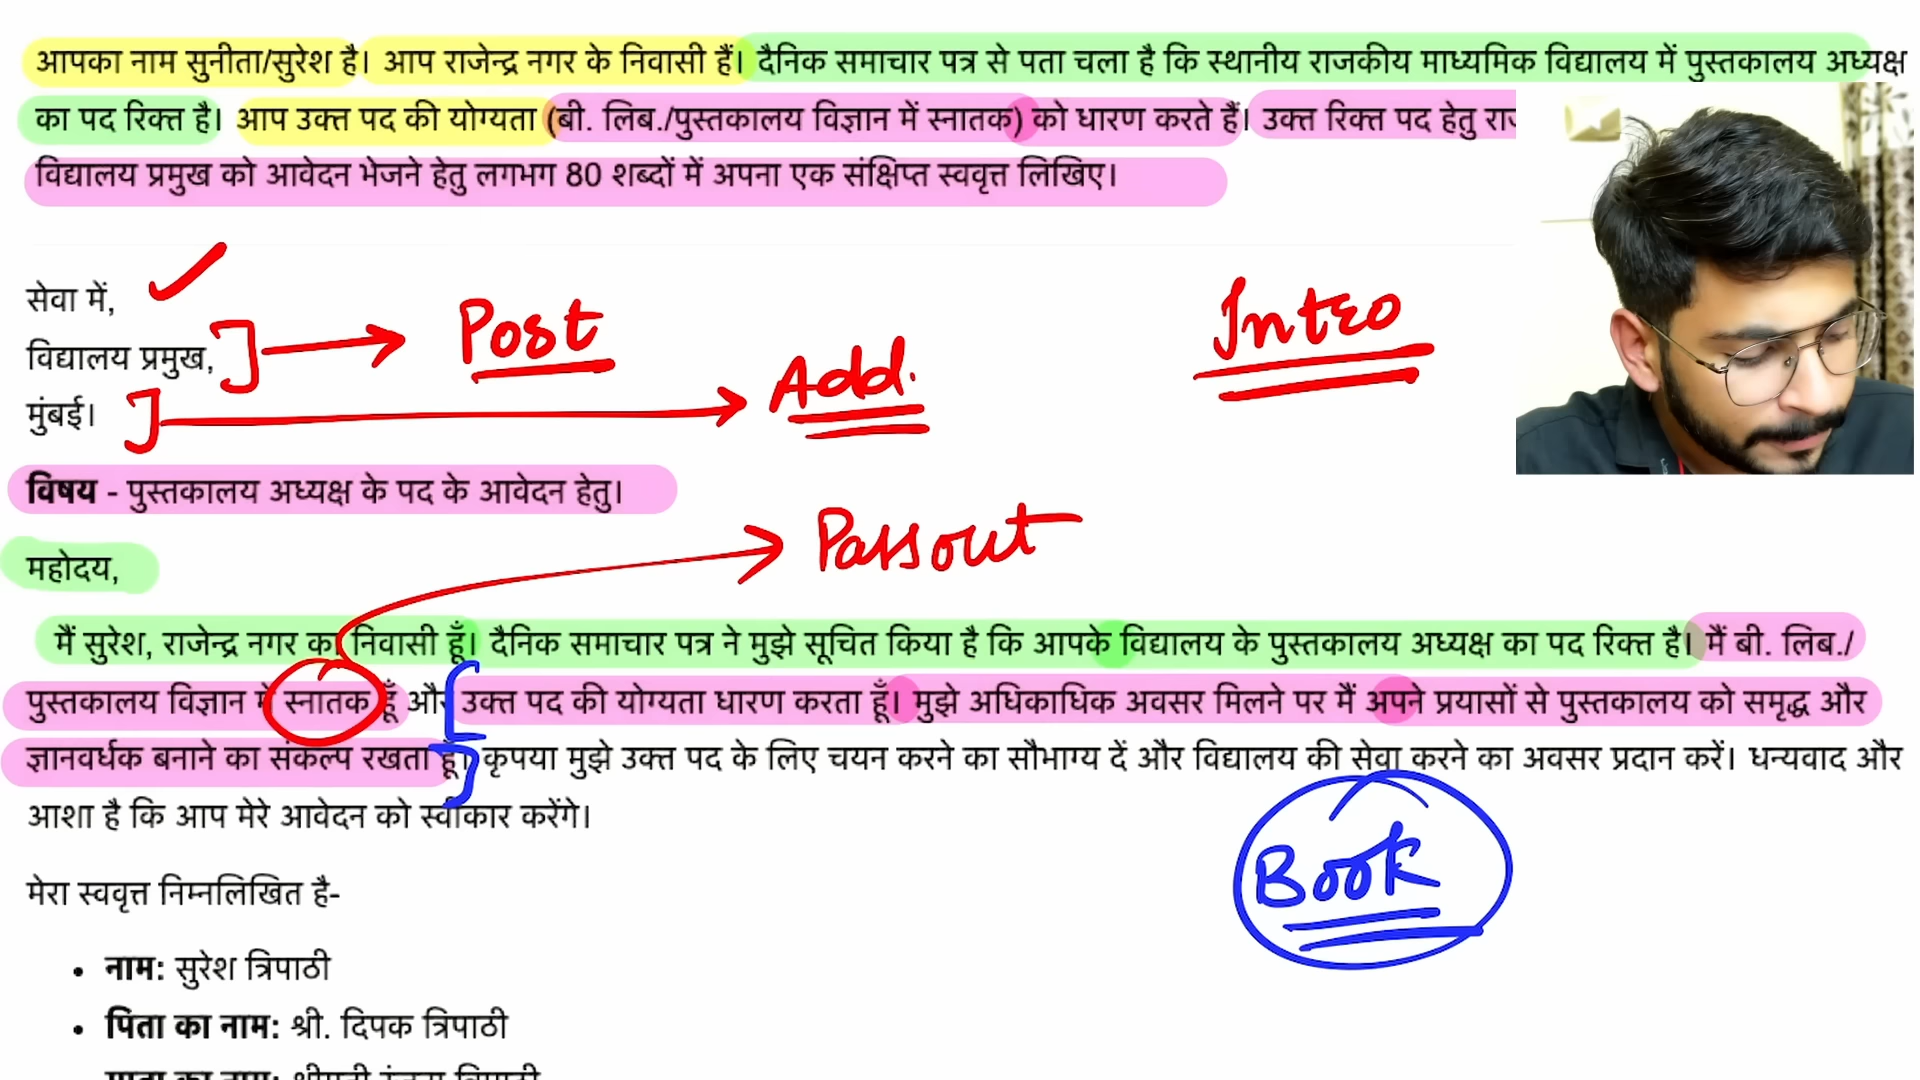 आपका नाम सुनीता/सुरेश है। आप राजेन्द्र नगर के निवासी हैं। दैनिक समाचार पत्र से पता चला है कि स्थानीय राजकीय माध्यमिक विद्यालय में पुस्तकालय अध्यक्ष
का पद रिक्त है। आप उक्त पद की योग्यता (बी. लिब./पुस्तकालय विज्ञान में स्नातक) को धारण करते हैं। उक्त रिक्त पद हेतु
विद्यालय प्रमुख को आवेदन भेजने हेतु लगभग 80 शब्दों में अपना एक संक्षिप्त स्ववृत्त लिखिए।
सेवा में,
विद्यालय प्रमुख,
Post
Intro
मुंबई।
Add.
विषय - पुस्तकालय अध्यक्ष के पद के आवेदन हेतु।
Passout
महोदय,
मैं सुरेश, राजेन्द्र नगर का निवासी हूँ। दैनिक समाचार पत्र ने मुझे सूचित किया है कि आपके विद्यालय के पुस्तकालय अध्यक्ष का पद रिक्त है। मैं बी. लिब./
पुस्तकालय विज्ञान में स्नातक हूँ और उक्त पद की योग्यता धारण करता हूँ। मुझे अधिकाधिक अवसर मिलने पर मैं अपने प्रयासों से पुस्तकालय को समृद्ध और
ज्ञानवर्धक बनाने का संकल्प रखता हूँ। कृपया मुझे उक्त पद के लिए चयन करने का सौभाग्य दें और विद्यालय की सेवा करने का अवसर प्रदान करें। धन्यवाद और
आशा है कि आप मेरे आवेदन को स्वीकार करेंगे।
Book
मेरा स्ववृत्त निम्नलिखित है-
• नाम: सुरेश त्रिपाठी
• पिता का नाम: श्री. दिपक त्रिपाठी